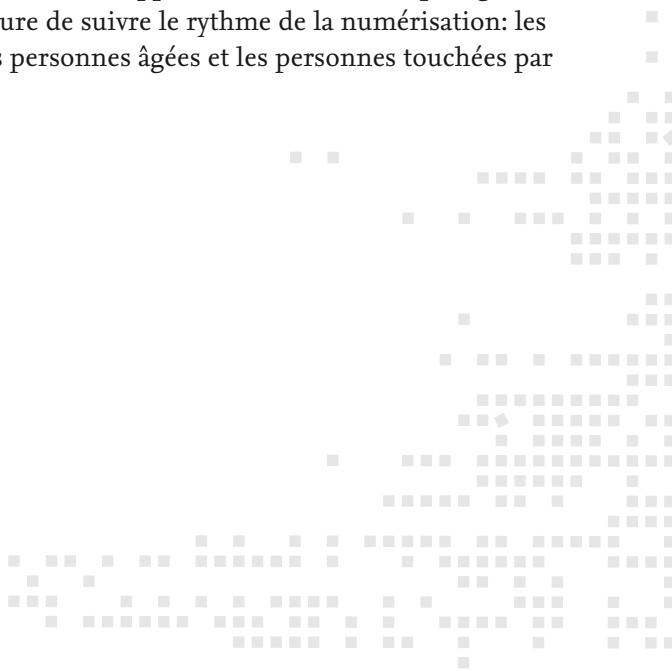 ure de suivre le rythme de la numérisation: les
personnes âgées et les personnes touchées par